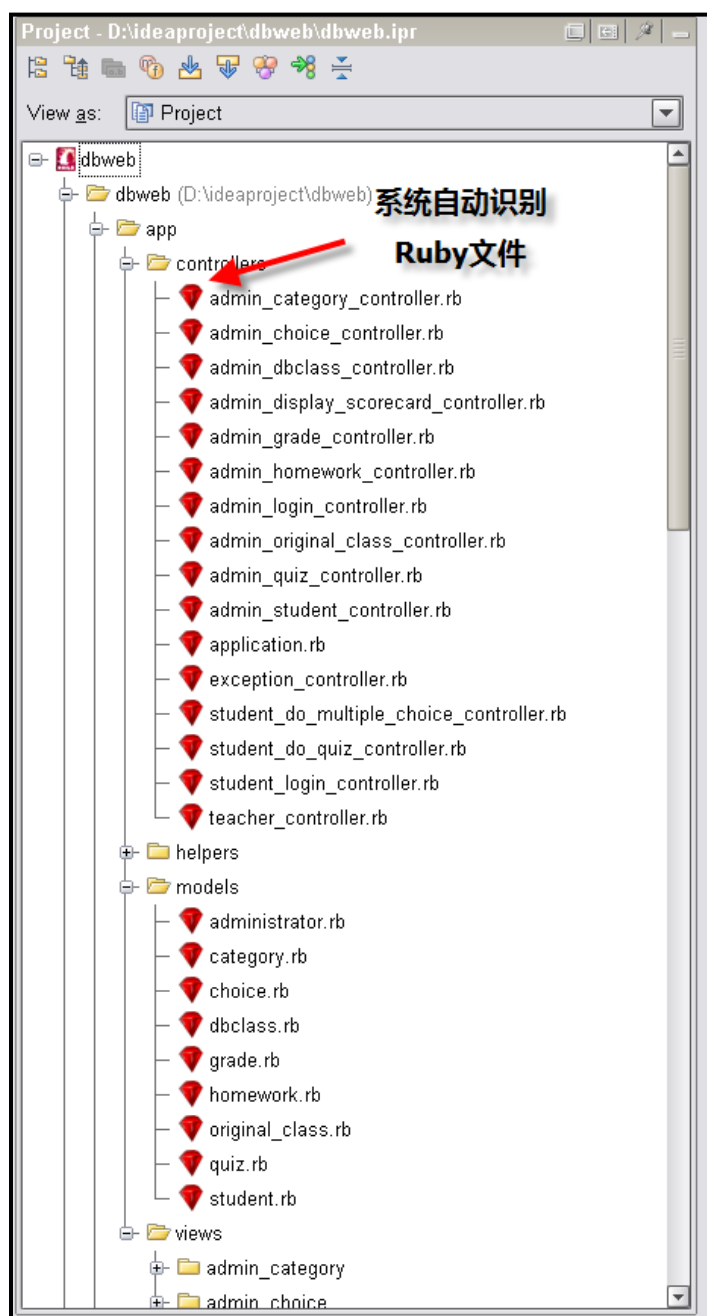 Project - D:\ideaproject\dbweb\dbweb.ipr
View as: Project
dbweb
dbweb (D:\ideaproject\dbweb)
系统自动识别
Ruby文件
app
controllers
admin_category_controller.rb
admin_choice_controller.rb
admin_dbclass_controller.rb
admin_display_scorecard_controller.rb
admin_grade_controller.rb
admin_homework_controller.rb
admin_login_controller.rb
admin_original_class_controller.rb
admin_quiz_controller.rb
admin_student_controller.rb
application.rb
exception_controller.rb
student_do_multiple_choice_controller.rb
student_do_quiz_controller.rb
student_login_controller.rb
teacher_controller.rb
helpers
models
administrator.rb
category.rb
choice.rb
dbclass.rb
grade.rb
homework.rb
original_class.rb
quiz.rb
student.rb
views
admin_category
admin_choice